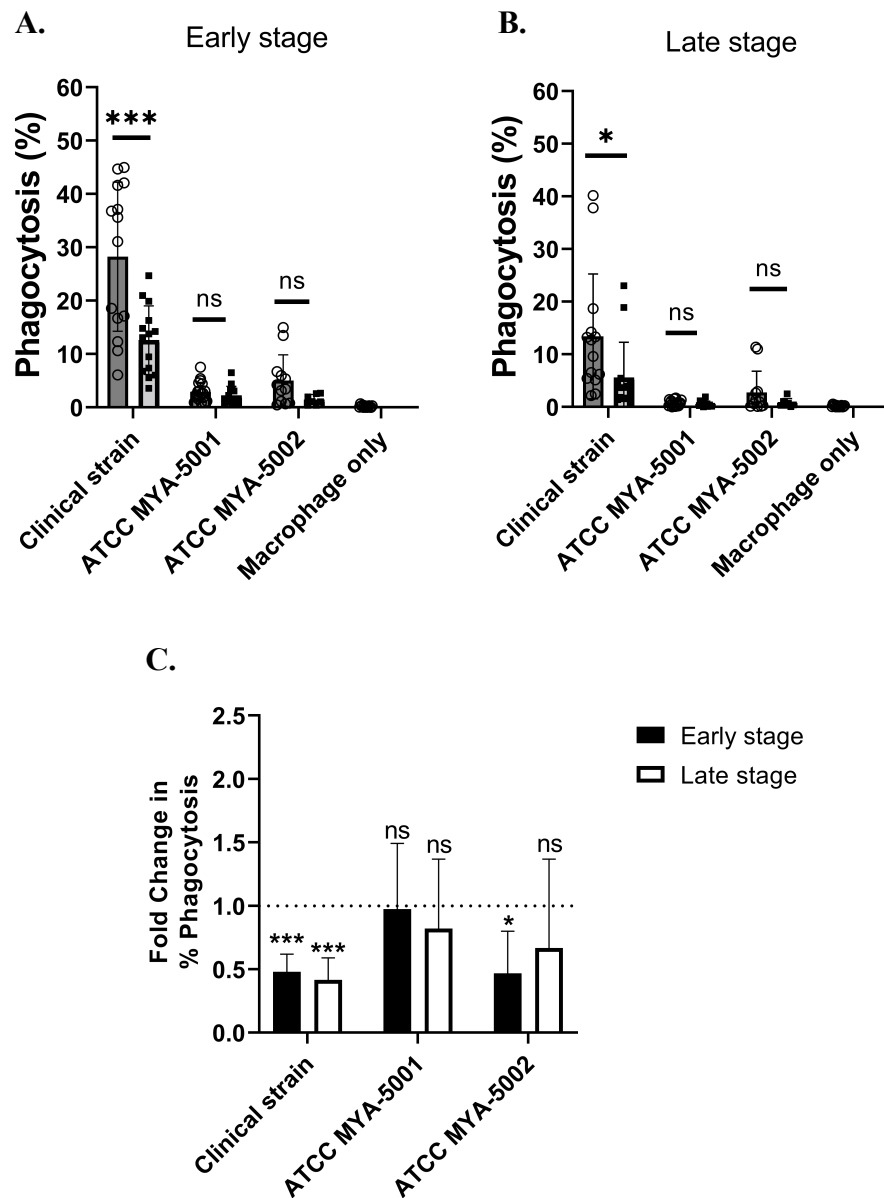 A.
Early stage
Phagocytosis (%)
60
50
40
30
20
10
0
***
ns
ns
Clinical strain
ATCC MYA-5001
ATCC MYA-5002
Macrophage only
B.
Late stage
Phagocytosis (%)
60
50
40
30
20
10
0
*
ns
ns
Clinical strain
ATCC MYA-5001
ATCC MYA-5002
Macrophage only
C.
Fold Change in
% Phagocytosis
2.5
2.0
1.5
1.0
0.5
0.0
***
***
ns
ns
*
ns
Clinical strain
ATCC MYA-5001
ATCC MYA-5002
Early stage
Late stage